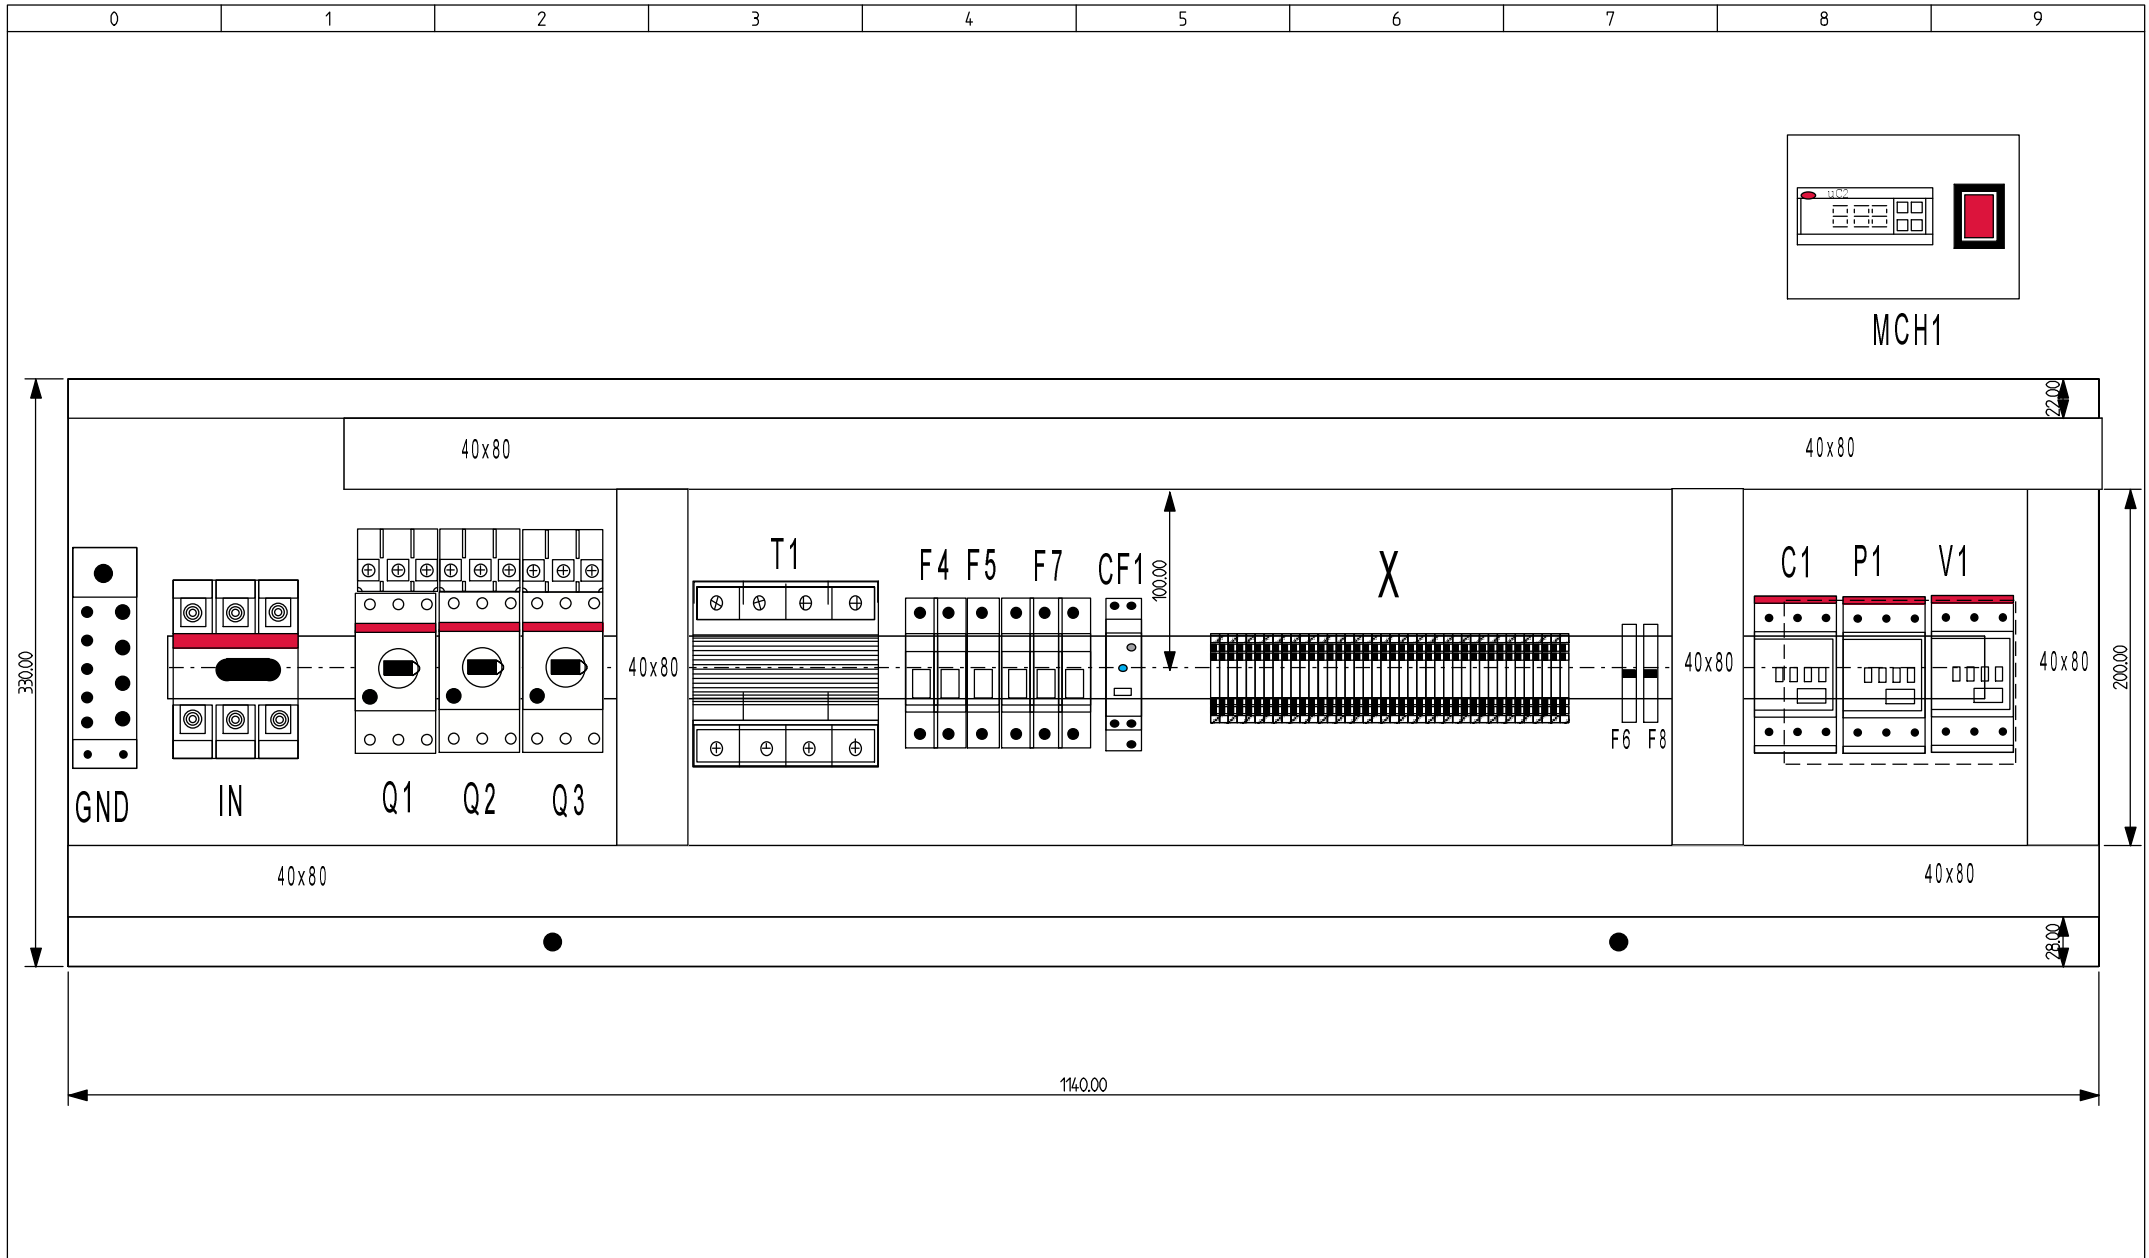 0 1 2 3 4 5 6 7 8 9
uC2
MCH1
22.00
40x80 40x80
T1 F4 F5 F7 CF1 100.00 X C1 P1 V1
330.00 40x80 40x80 40x80 200.00
F6 F8
GND IN Q1 Q2 Q3
40x80 40x80
28.00
1140.00